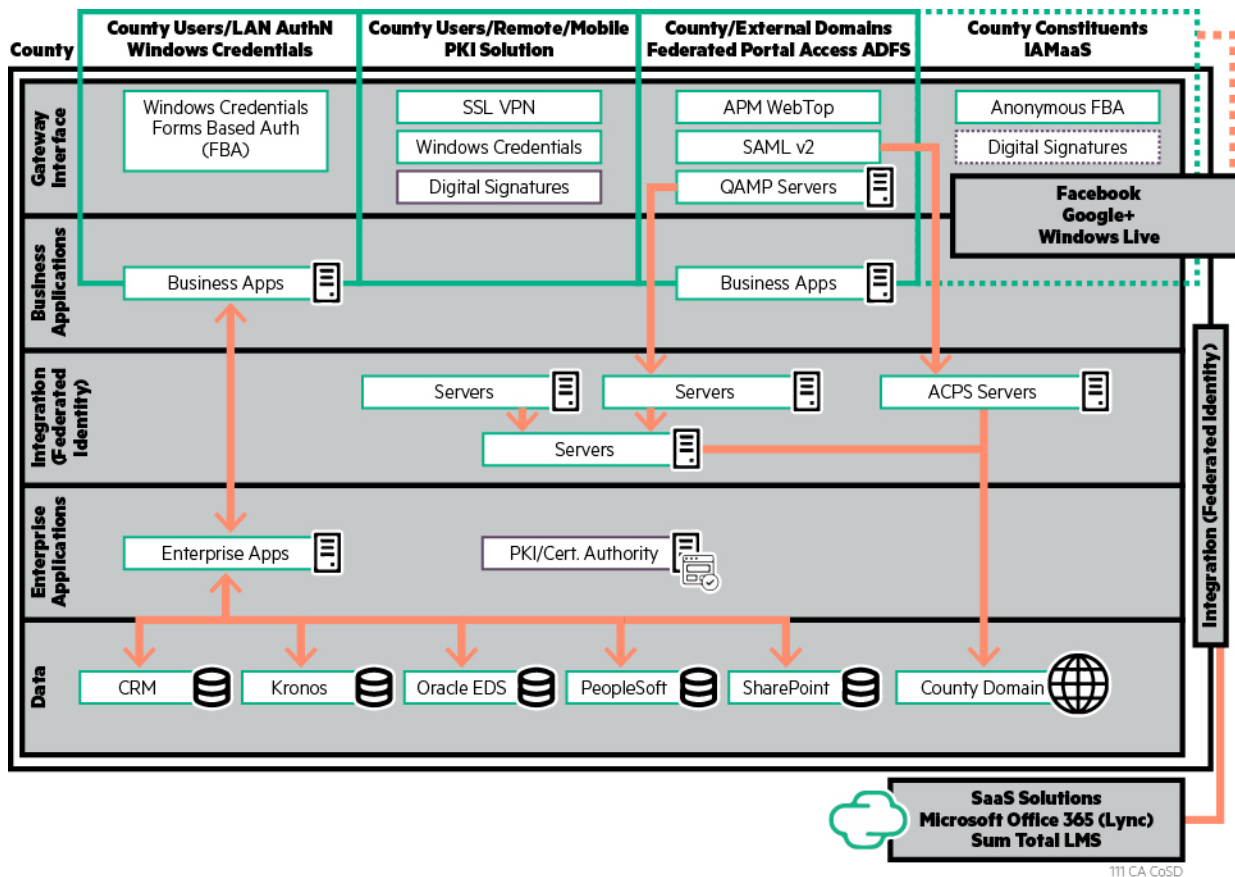 County
County Users/LAN AuthN
Windows Credentials
County Users/Remote/Mobile
PKI Solution
County/External Domains
Federated Portal Access ADFS
County Constituents
IAMaaS
Gateway
Interface
Windows Credentials
Forms Based Auth
(FBA)
SSL VPN
Windows Credentials
Digital Signatures
APM WebTop
SAML v2
QAMP Servers
Anonymous FBA
Digital Signatures
Facebook
Google+
Windows Live
Business
Applications
Business Apps
Business Apps
Integration
(Federated
Identity)
Servers
Servers
ACPS Servers
Servers
Integration (Federated Identity)
Enterprise
Applications
Enterprise Apps
PKI/Cert. Authority
Data
CRM
Kronos
Oracle EDS
PeopleSoft
SharePoint
County Domain
SaaS Solutions
Microsoft Office 365 (Lync)
Sum Total LMS
111 CA CoSD